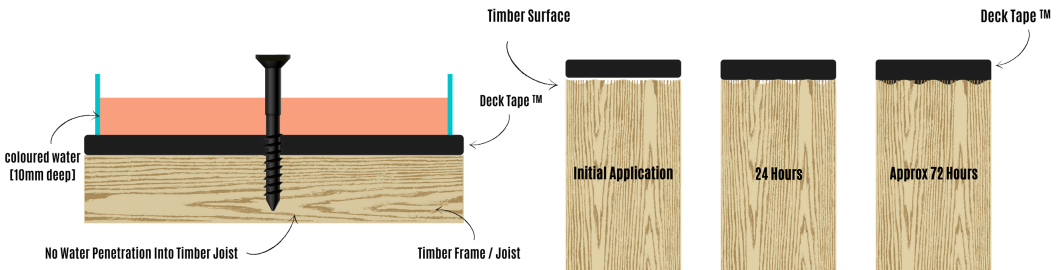 Timber Surface
Deck Tape ™
Deck Tape ™
coloured water
[10mm deep]
Initial Application
24 Hours
Approx 72 Hours
No Water Penetration Into Timber Joist
Timber Frame / Joist